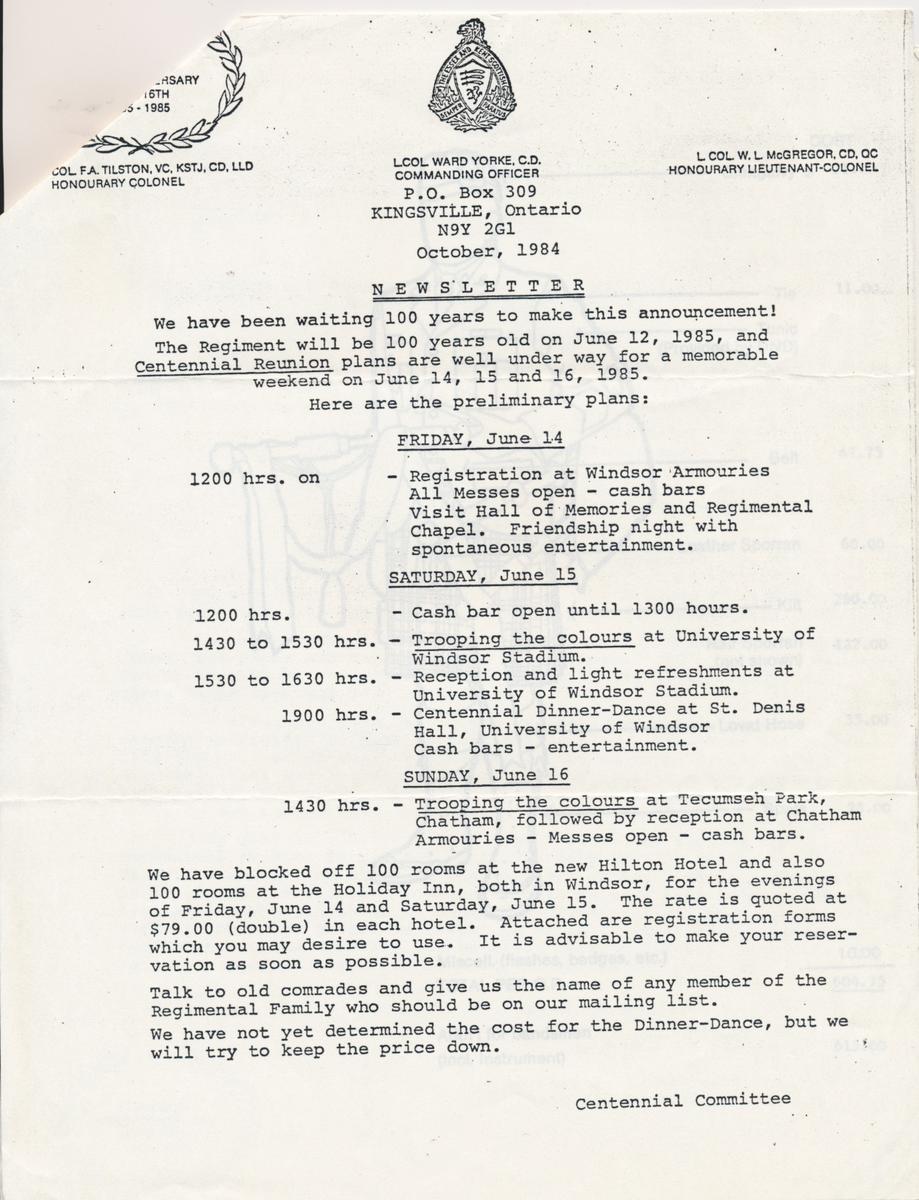 RSARY
16TH
5 - 1985
THE ESSEX AND KENT SCOTTISH
SEMPER PARATUS
COL. F.A. TILSTON, VC, KSTJ, CD, LLD
HONOURARY COLONEL
LCOL. WARD YORKE, C.D.
COMMANDING OFFICER
L. COL. W. L. McGREGOR, CD, QC
HONOURARY LIEUTENANT-COLONEL
P.O. Box 309
KINGSVILLE, Ontario
N9Y 2G1
October, 1984
N E W S L E T T E R
We have been waiting 100 years to make this announcement!
The Regiment will be 100 years old on June 12, 1985, and
Centennial Reunion plans are well under way for a memorable
weekend on June 14, 15 and 16, 1985.
Here are the preliminary plans:
FRIDAY, June 14
1200 hrs. on - Registration at Windsor Armouries
All Messes open - cash bars
Visit Hall of Memories and Regimental
Chapel. Friendship night with
spontaneous entertainment.
SATURDAY, June 15
1200 hrs. - Cash bar open until 1300 hours.
1430 to 1530 hrs. - Trooping the colours at University of
Windsor Stadium.
1530 to 1630 hrs. - Reception and light refreshments at
University of Windsor Stadium.
1900 hrs. - Centennial Dinner-Dance at St. Denis
Hall, University of Windsor
Cash bars - entertainment.
SUNDAY, June 16
1430 hrs. - Trooping the colours at Tecumseh Park,
Chatham, followed by reception at Chatham
Armouries - Messes open - cash bars.
We have blocked off 100 rooms at the new Hilton Hotel and also
100 rooms at the Holiday Inn, both in Windsor, for the evenings
of Friday, June 14 and Saturday, June 15. The rate is quoted at
$79.00 (double) in each hotel. Attached are registration forms
which you may desire to use. It is advisable to make your reser-
vation as soon as possible.
Talk to old comrades and give us the name of any member of the
Regimental Family who should be on our mailing list.
We have not yet determined the cost for the Dinner-Dance, but we
will try to keep the price down.
Centennial Committee